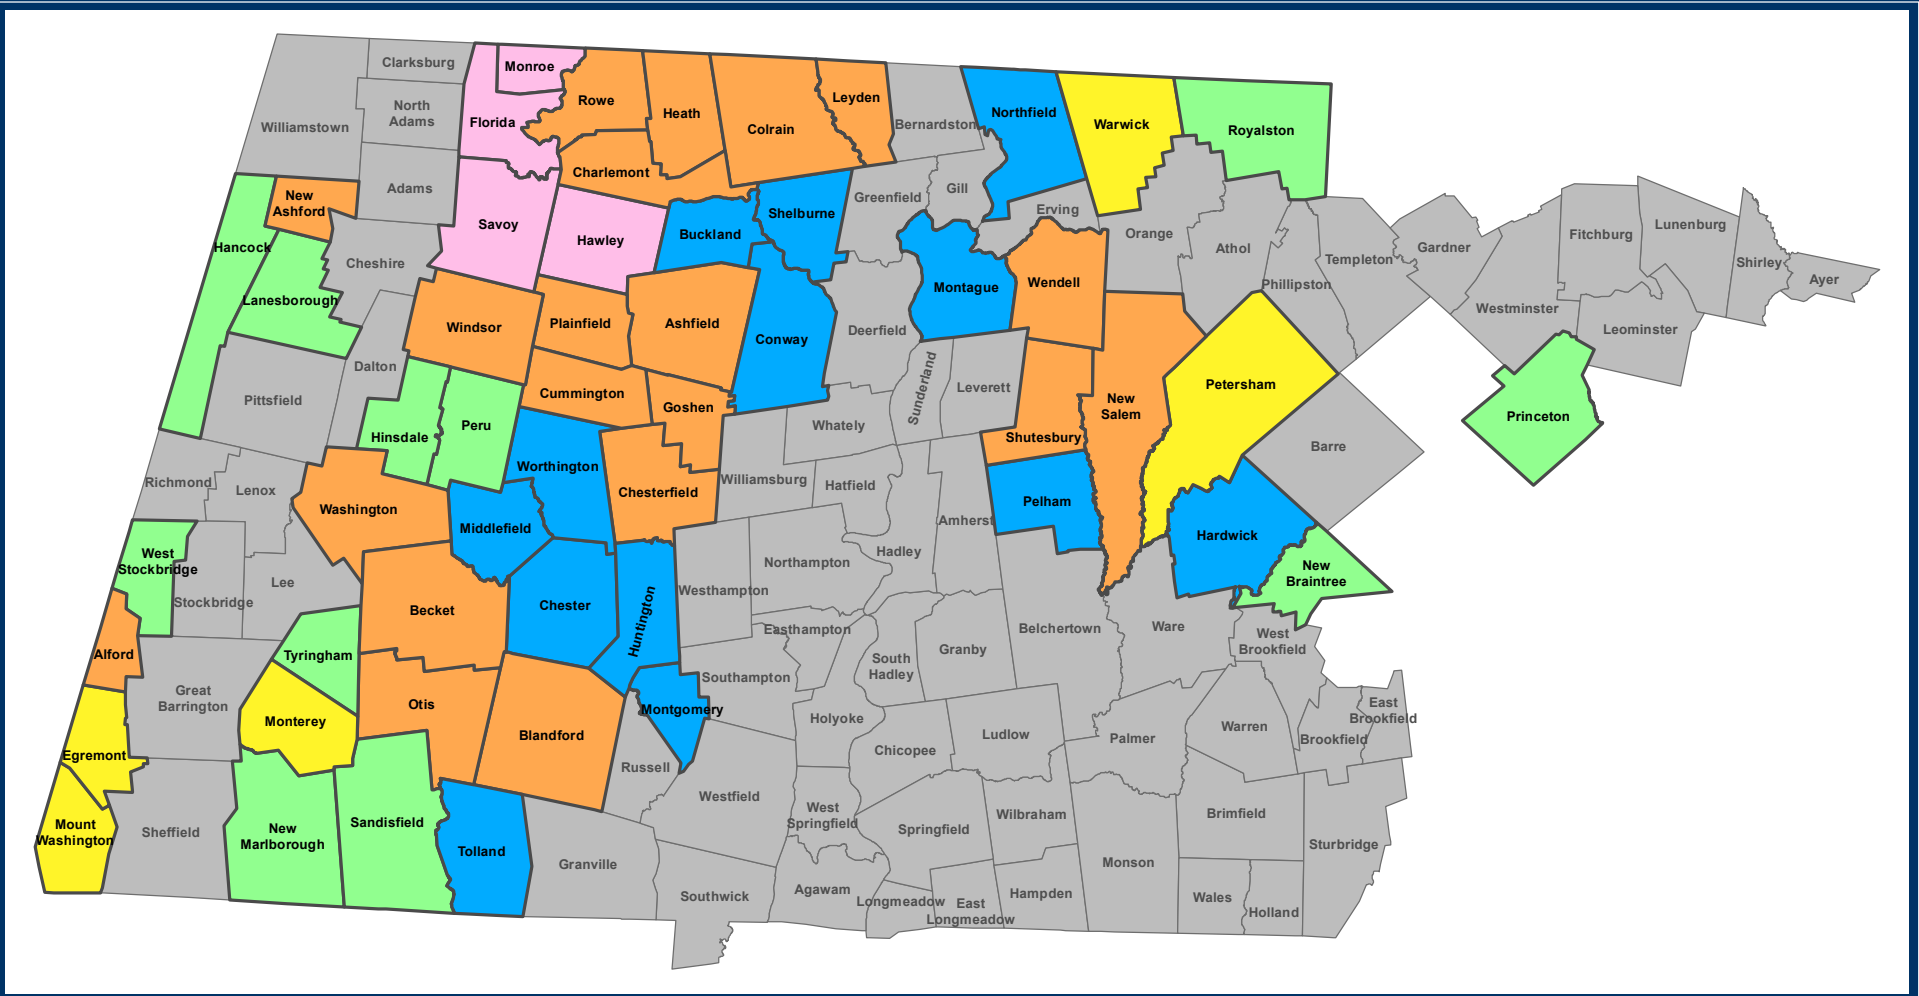 Clarksburg
Monroe
North
Adams
Williamstown
Florida
Rowe
Heath
Colrain
Leyden
Bernardston
Northfield
Warwick
Royalston
Adams
Charlemont
New
Ashford
Savoy
Hawley
Buckland
Shelburne
Greenfield
Gill
Erving
Orange
Athol
Phillipston
Templeton
Gardner
Westminster
Fitchburg
Lunenburg
Shirley
Ayer
Leominster
Princeton
Hancock
Cheshire
Lanesborough
Windsor
Plainfield
Ashfield
Conway
Deerfield
Montague
Wendell
Dalton
Pittsfield
Cummington
Goshen
Sunderland
Leverett
Shutesbury
New
Salem
Petersham
Barre
Hinsdale
Peru
Whately
Worthington
Chesterfield
Williamsburg
Hatfield
Richmond
Lenox
Washington
Middlefield
Amherst
Pelham
Hardwick
New
Braintree
West
Stockbridge
Stockbridge
Lee
Becket
Chester
Huntington
Westhampton
Northampton
Hadley
Easthampton
Belchertown
Ware
West
Brookfield
Alford
Tyringham
Great
Barrington
Monterey
Otis
Blandford
Montgomery
Southampton
South
Hadley
Granby
Holyoke
Chicopee
Ludlow
Palmer
Warren
Brookfield
East
Brookfield
Egremont
Russell
Westfield
Mount
Washington
Sheffield
New
Marlborough
Sandisfield
Tolland
Granville
Southwick
West
Springfield
Agawam
Springfield
Wilbraham
Longmeadow
East
Longmeadow
Hampden
Monson
Brimfield
Sturbridge
Wales
Holland